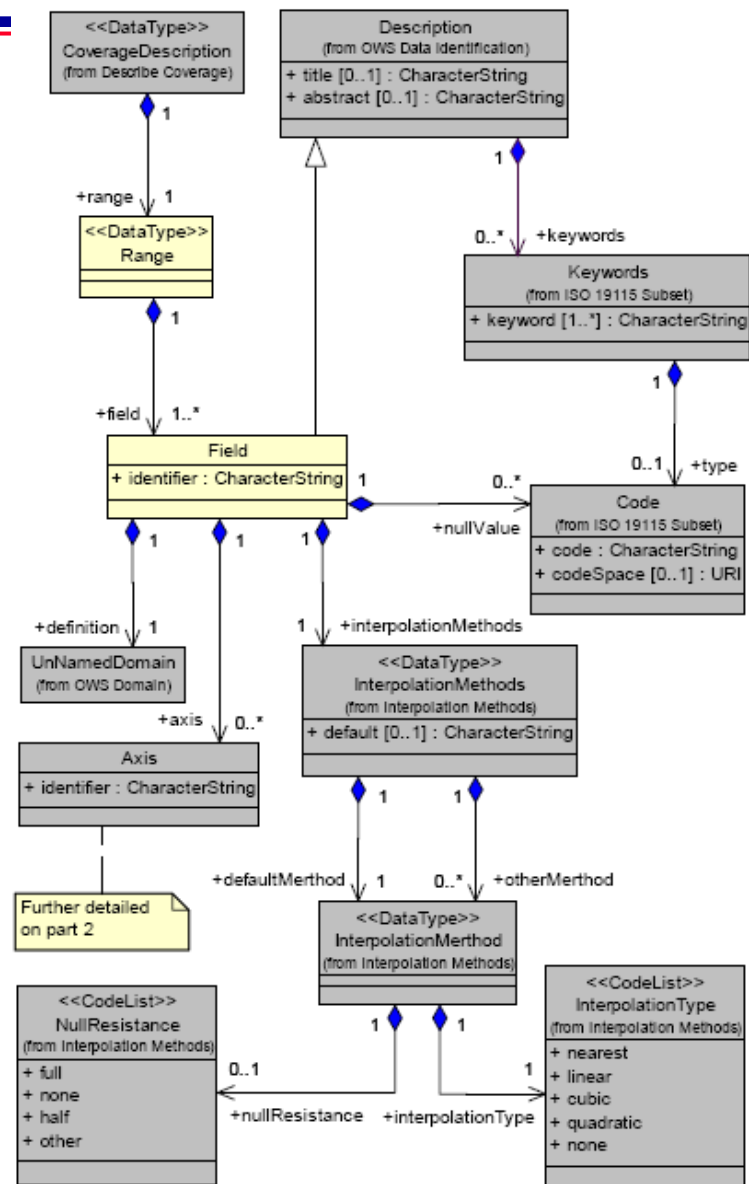 <<DataType>>
CoverageDescription
(from Describe Coverage)
1
+range 1
<<DataType>>
Range
1
+field 1..*
Description
(from OWS Data Identification)
+ title [0..1] : CharacterString
+ abstract [0..1] : CharacterString
1
0..* +keywords
Keywords
(from ISO 19115 Subset)
+ keyword [1..*] : CharacterString
1
0..1 +type
Field
+ identifier : CharacterString
1
0..*
+nullValue
Code
(from ISO 19115 Subset)
+ code : CharacterString
+ codeSpace [0..1] : URI
1
1
1
+definition 1
UnNamedDomain
(from OWS Domain)
+axis 0..*
Axis
+ identifier : CharacterString
Further detailed
on part 2
1 +interpolationMethods
<<DataType>>
InterpolationMethods
(from Interpolation Methods)
+ default [0..1] : CharacterString
1
1
+defaultMerthod 1
0..* +otherMerthod
<<DataType>>
InterpolationMerthod
(from Interpolation Methods)
1
1
0..1
+nullResistance
1
+interpolationType
<<CodeList>>
NullResistance
(from Interpolation Methods)
+ full
+ none
+ half
+ other
<<CodeList>>
InterpolationType
(from Interpolation Methods)
+ nearest
+ linear
+ cubic
+ quadratic
+ none